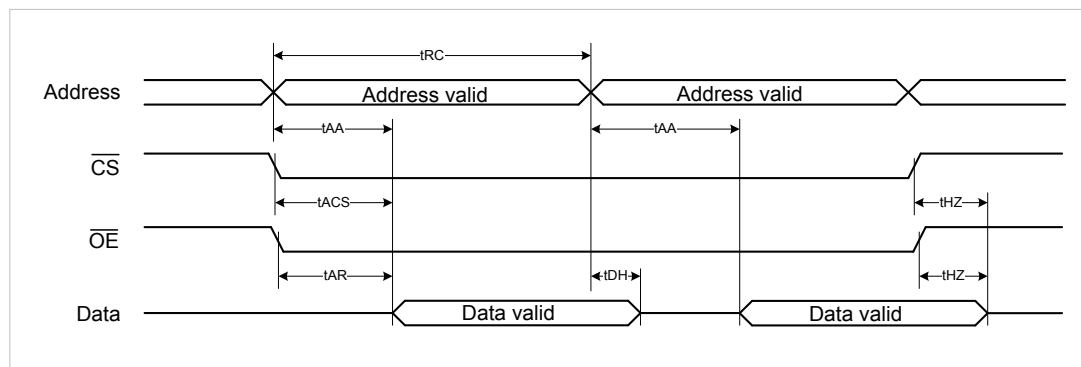 tRC
Address Address valid Address valid
tAA tAA
CS
tACS tHZ
OE
tAR tDH tHZ
Data Data valid Data valid